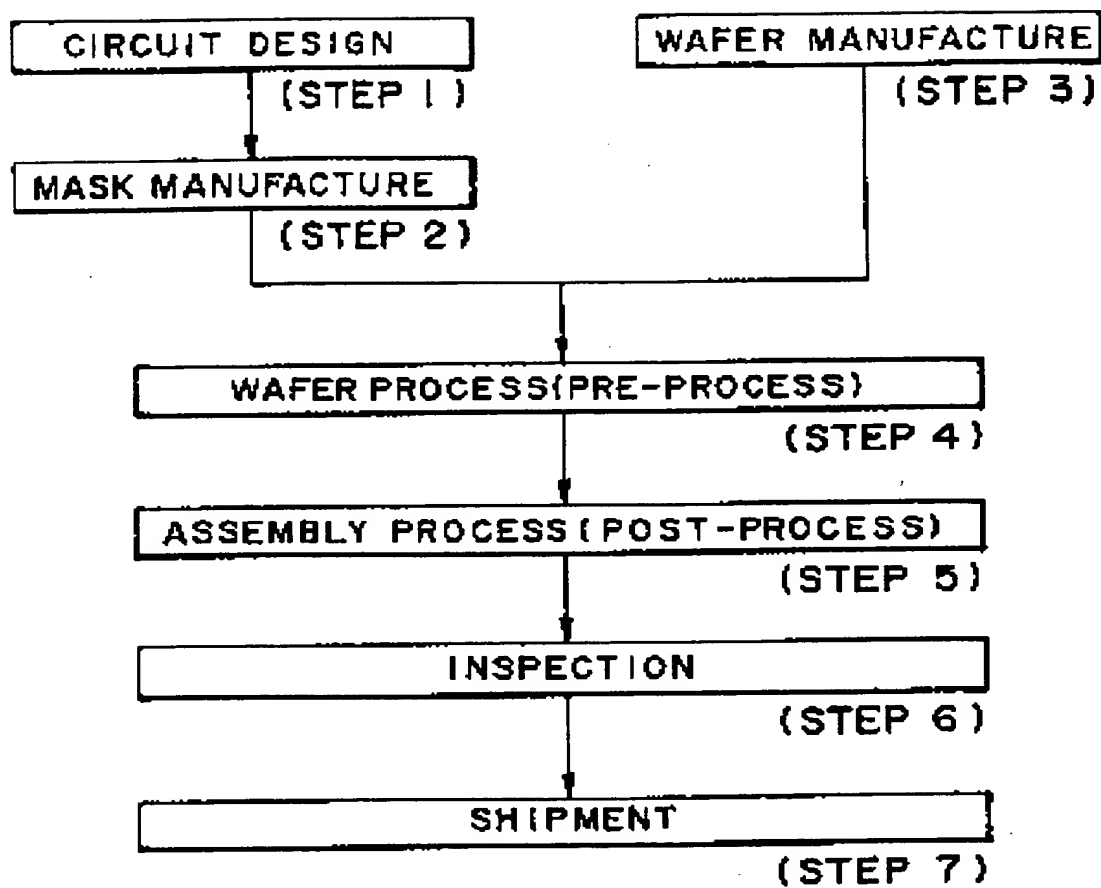 CIRCUIT DESIGN
(STEP 1)
MASK MANUFACTURE
(STEP 2)
WAFER MANUFACTURE
(STEP 3)
WAFER PROCESS(PRE-PROCESS)
(STEP 4)
ASSEMBLY PROCESS(POST-PROCESS)
(STEP 5)
INSPECTION
(STEP 6)
SHIPMENT
(STEP 7)